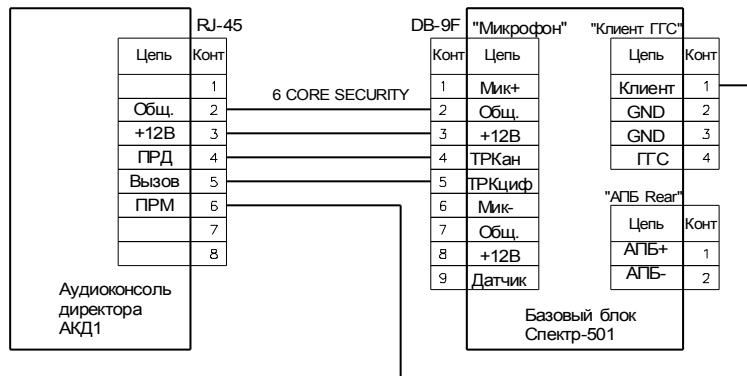 RJ-45
Цепь Конт
1
Общ. 2
+12В 3
ПРД 4
Вызов 5
ПРМ 6
7
8
Аудиоконсоль
директора
АКД1
6 CORE SECURITY
DB-9F "Микрофон"
Конт Цепь
1 Мик+
2 Общ.
3 +12В
4 ТРКан
5 ТРКциф
6 Мик-
7 Общ.
8 +12В
9 Датчик
"Клиент ГГС"
Цепь Конт
Клиент 1
GND 2
GND 3
ГГС 4
"АПБ Rear"
Цепь Конт
АПБ+ 1
АПБ- 2
Базовый блок
Спектр-501